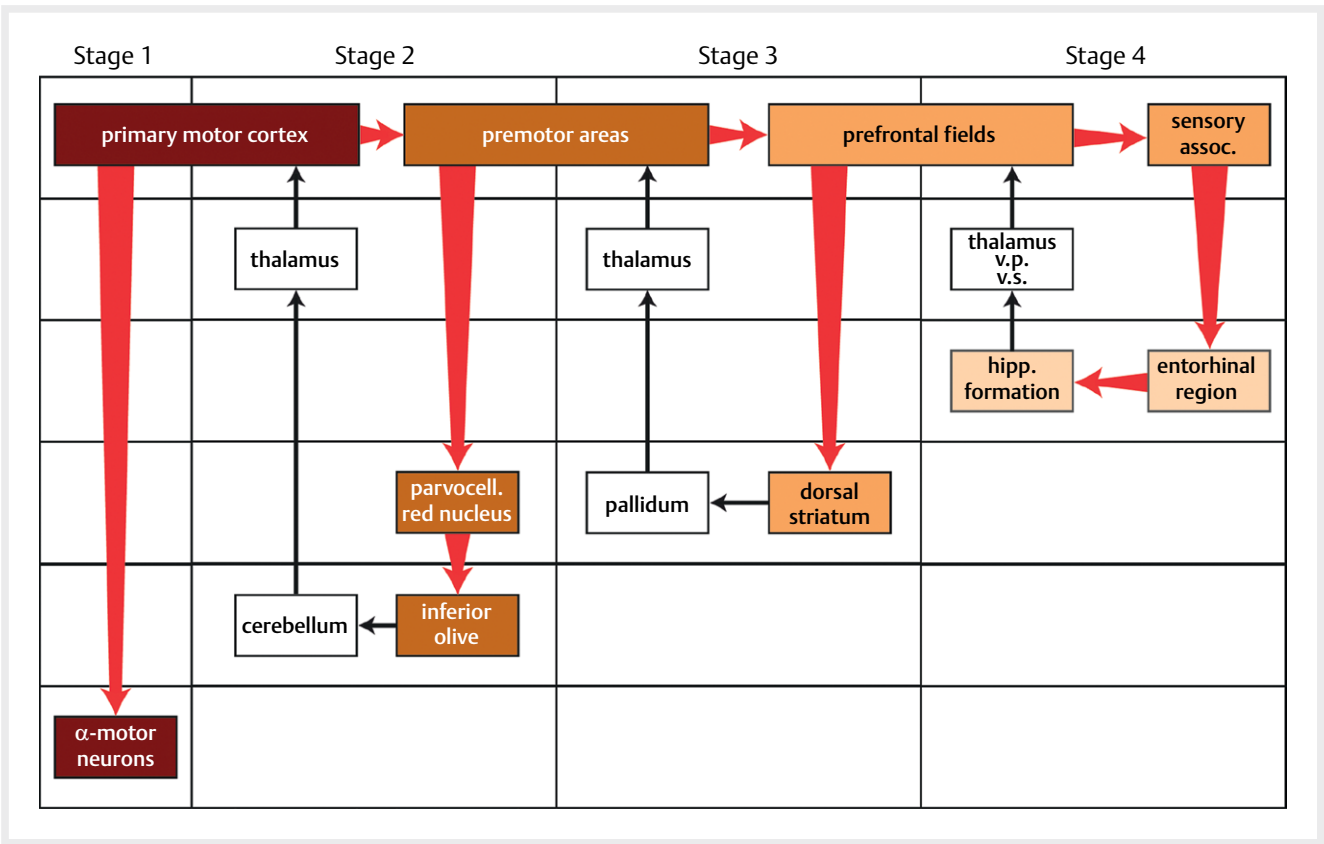 Stage 1
Stage 2
Stage 3
Stage 4
primary motor cortex
premotor areas
prefrontal fields
sensory
assoc.
thalamus
thalamus
thalamus
v.p.
v.s.
hipp.
formation
entorhinal
region
parvocell.
red nucleus
pallidum
dorsal
striatum
cerebellum
inferior
olive
α-motor
neurons